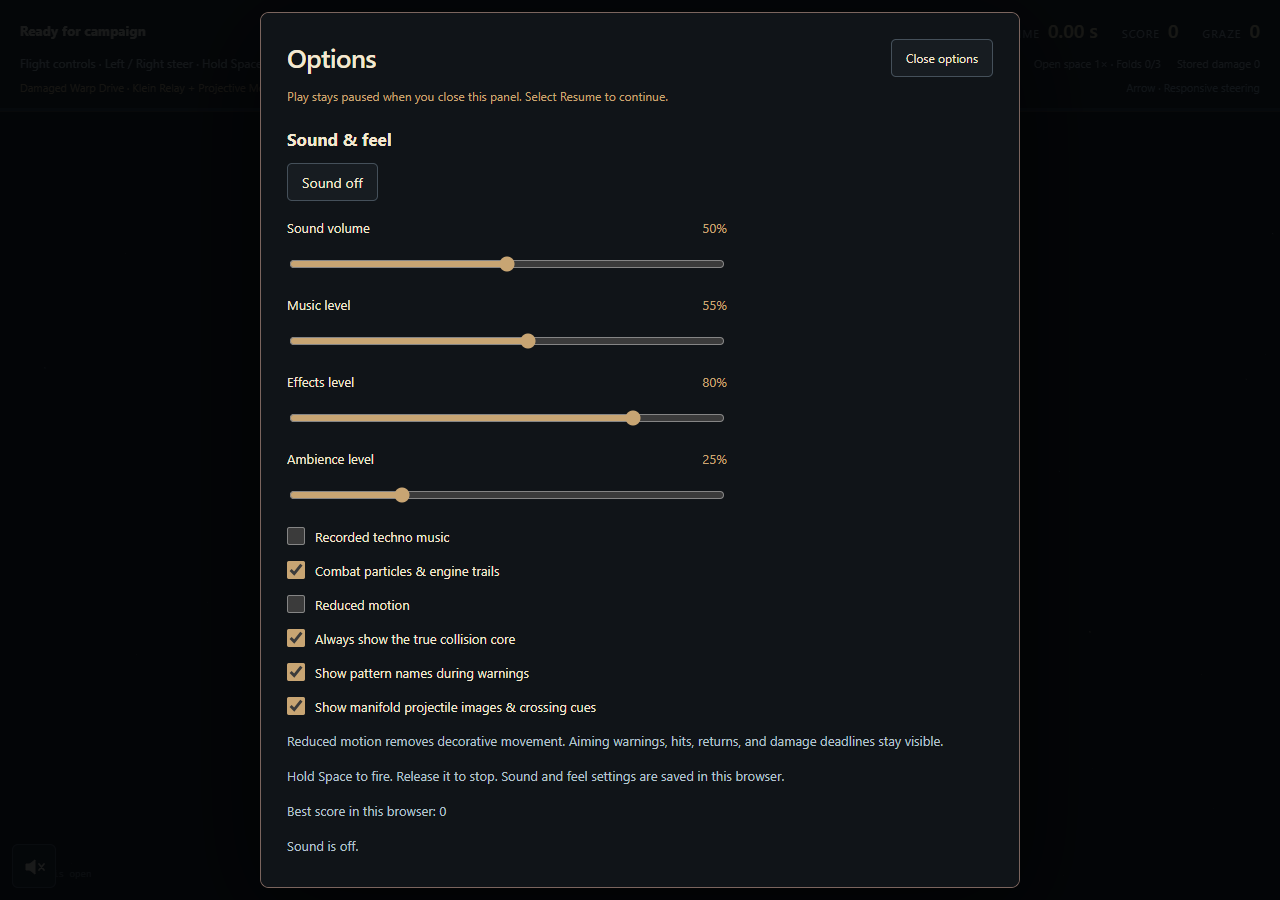 Ready for campaign
ME 0.00 s SCORE 0 GRAZE 0
Flight controls · Left / Right steer · Hold Space
Open space 1× · Folds 0/3 Stored damage 0
Damaged Warp Drive · Klein Relay + Projective M
Arrow · Responsive steering
Options
Close options
Play stays paused when you close this panel. Select Resume to continue.
Sound & feel
Sound off
Sound volume 50%
Music level 55%
Effects level 80%
Ambience level 25%
Recorded techno music
Combat particles & engine trails
Reduced motion
Always show the true collision core
Show pattern names during warnings
Show manifold projectile images & crossing cues
Reduced motion removes decorative movement. Aiming warnings, hits, returns, and damage deadlines stay visible.
Hold Space to fire. Release it to stop. Sound and feel settings are saved in this browser.
Best score in this browser: 0
Sound is off.